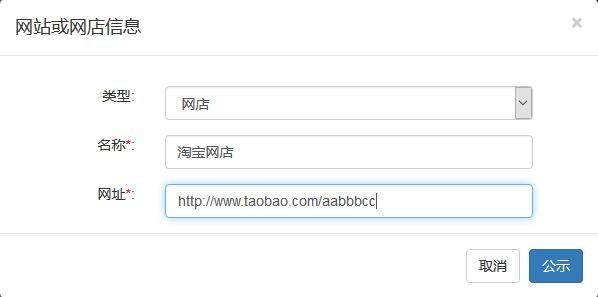 网站或网店信息 ×
类型: 网店
名称*: 淘宝网店
网址*: http://www.taobao.com/aabbbcc
取消 公示